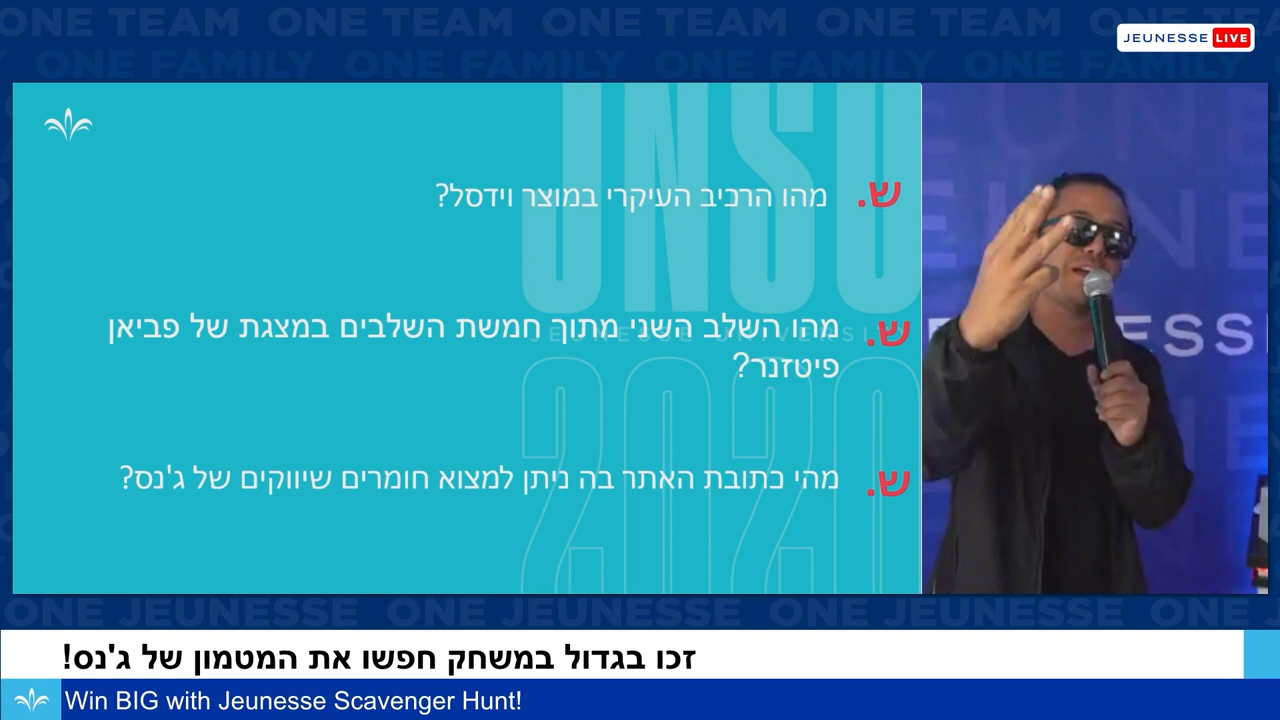 ONE TEAM ONE TEAM ONE TEAM ONE TEAM
ONE FAMILY ONE FAMILY ONE FAMILY ONE FAMILY
JEUNESSE LIVE
JNSU
ש. מהו הרכיב העיקרי במוצר וידסל?
ש. מהו השלב השני מתוך חמשת השלבים במצגת של פביאן
פיטזנר?
2020
ש. מהי כתובת האתר בה ניתן למצוא חומרים שיווקים של ג'נס?
ESSE
ONE JEUNESSE ONE JEUNESSE ONE JEUNESSE ONE
זכו בגדול במשחק חפשו את המטמון של ג'נס!
Win BIG with Jeunesse Scavenger Hunt!